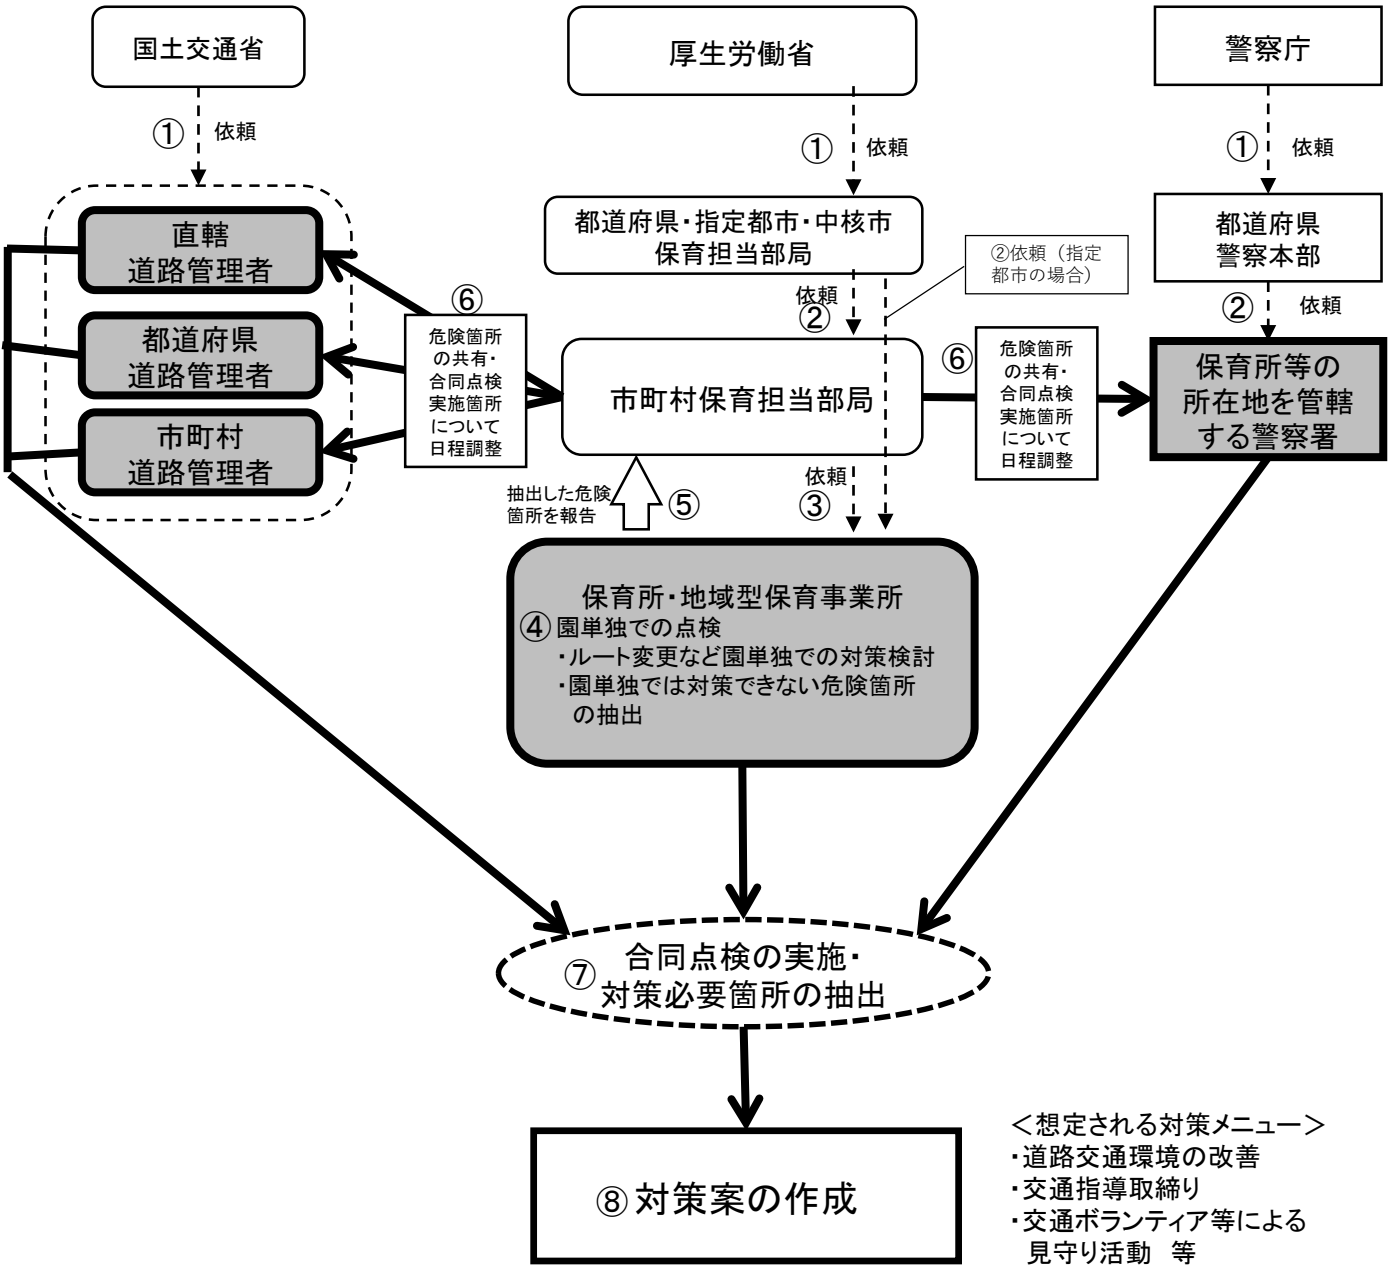 国土交通省
厚生労働省
警察庁
①
依頼
①
依頼
①
依頼
直轄
道路管理者
都道府県
道路管理者
市町村
道路管理者
都道府県・指定都市・中核市
保育担当部局
②依頼（指定
都市の場合）
都道府県
警察本部
依頼
②
②
依頼
⑥
危険箇所
の共有・
合同点検
実施箇所
について
日程調整
市町村保育担当部局
⑥
危険箇所
の共有・
合同点検
実施箇所
について
日程調整
保育所等の
所在地を管轄
する警察署
抽出した危険
箇所を報告
⑤
依頼
③
保育所・地域型保育事業所
④園単独での点検
・ルート変更など園単独での対策検討
・園単独では対策できない危険箇所
の抽出
⑦
合同点検の実施・
対策必要箇所の抽出
⑧対策案の作成
＜想定される対策メニュー＞
・道路交通環境の改善
・交通指導取締り
・交通ボランティア等による
見守り活動　等